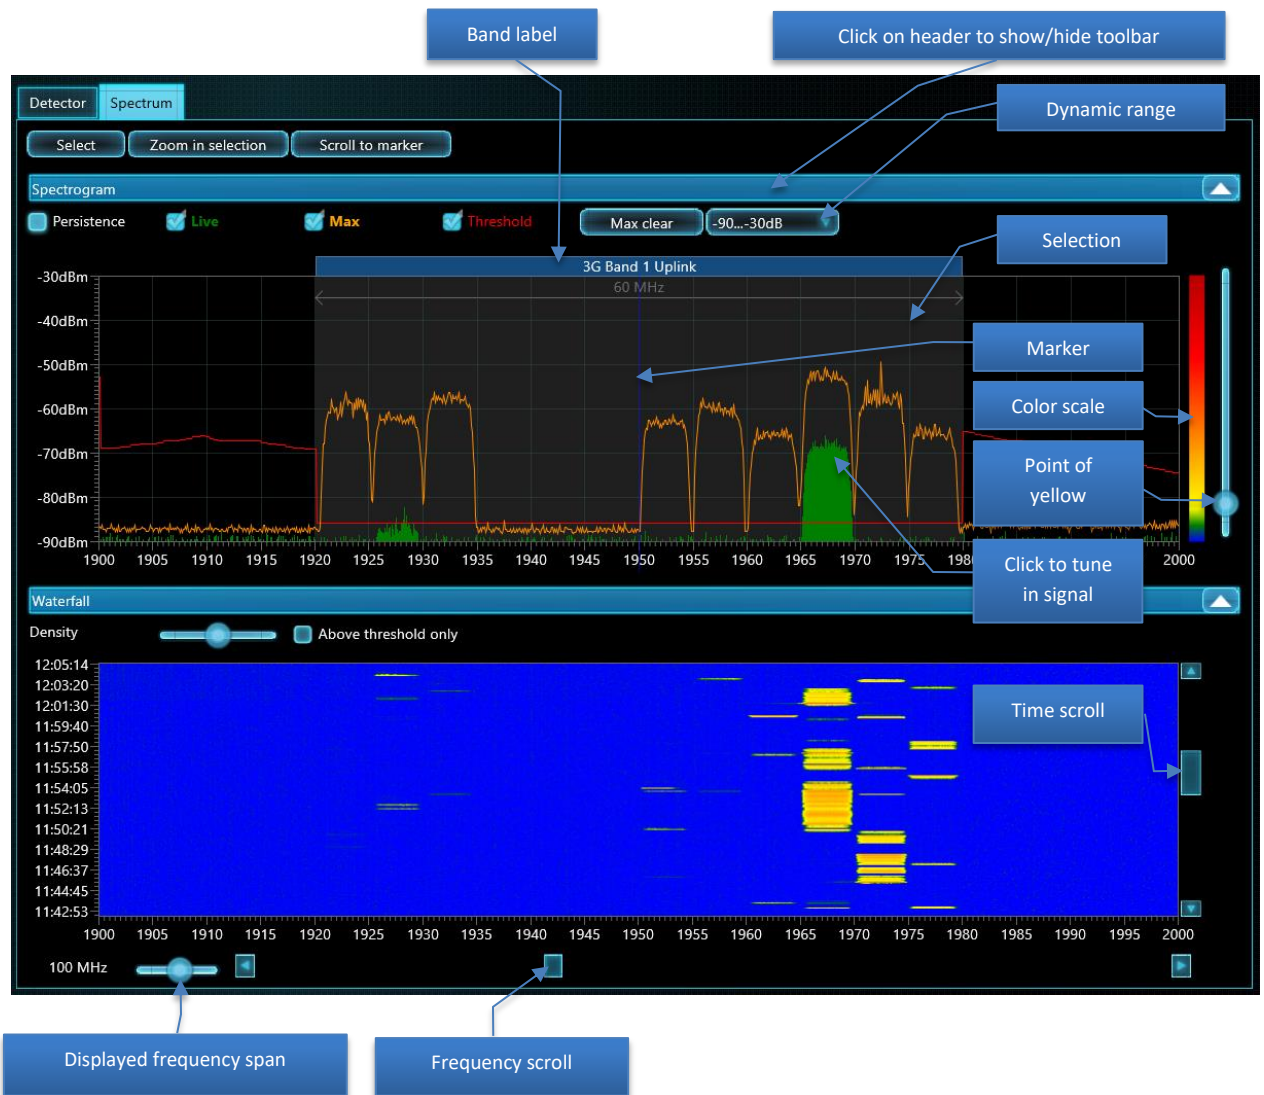 Band label
Click on header to show/hide toolbar
Detector
Spectrum
Dynamic range
Select
Zoom in selection
Scroll to marker
Spectrogram
Persistence
Live
Max
Threshold
Max clear
-90...-30dB
Selection
3G Band 1 Uplink
60 MHz
-30dBm
-40dBm
-50dBm
-60dBm
-70dBm
-80dBm
-90dBm
Marker
Color scale
Point of
yellow
Click to tune
in signal
1900 1905 1910 1915 1920 1925 1930 1935 1940 1945 1950 1955 1960 1965 1970 1975 2000
Waterfall
Density
Above threshold only
12:05:14
12:03:20
12:01:30
11:59:40
11:57:50
11:55:58
11:54:05
11:52:13
11:50:21
11:48:29
11:46:37
11:44:45
11:42:53
Time scroll
1900 1905 1910 1915 1920 1925 1930 1935 1940 1945 1950 1955 1960 1965 1970 1975 1980 1985 1990 1995 2000
100 MHz
Displayed frequency span
Frequency scroll